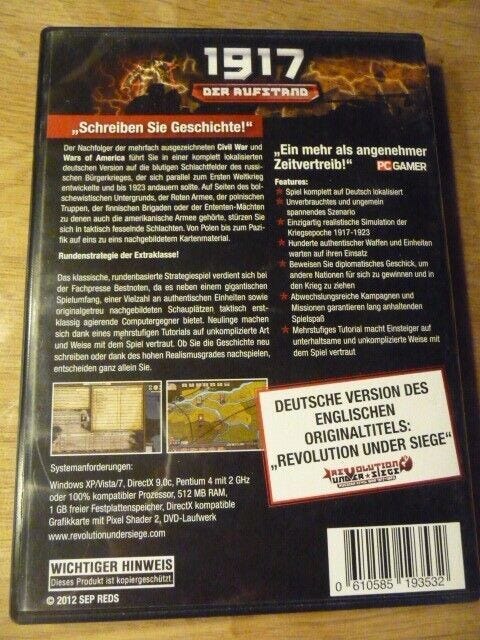 1917
DER AUFSTAND
„Schreiben Sie Geschichte!“
Der Nachfolger der mehrfach ausgezeichneten Civil War und
Wars of America führt Sie in einer komplett lokalisierten
deutschen Version auf die blutigen Schlachtfelder des russischen
Bürgerkrieges, der sich parallel zum Ersten Weltkrieg
entwickelte und bis 1923 andauern sollte. Auf Seiten des bol-
schewistischen Untergrunds, der Roten Armee, der polnischen
Truppen, der finnischen Brigaden oder der Ententen-Mächten
zu denen auch die amerikanische Armee gehörte, stürzen Sie
sich in taktisch fesselnde Schlachten. Von Polen bis zum Pazi-
fik auf eins zu eins nachgebildetem Kartenmaterial.
Rundenstrategie der Extraklasse!
Das klassische, rundenbasierte Strategiespiel verdient sich bei
der Fachpresse Bestnoten, da es neben einem gigantischen
Spielumfang, einer Vielzahl an authentischen Einheiten sowie
originalgetreu nachgebildeten Schauplätzen taktisch erst-
klassig agierende Computergegner bietet. Neulinge machen
sich dank eines mehrstufigen Tutorials auf unkomplizierte Art
und Weise mit dem Spiel vertraut. Ob Sie die Geschichte neu
schreiben oder dank des hohen Realismusgrades nachspielen,
entscheiden ganz allein Sie.
„Ein mehr als angenehmer
Zeitvertreib!“ PC GAMER
Features:
Spiel komplett auf Deutsch lokalisiert
Unverbrauchtes und ungemein
spannendes Szenario
Einzigartig realistische Simulation der
Kriegsepoche 1917-1923
Hunderte authentischer Waffen und Einheiten
warten auf ihren Einsatz
Beweisen Sie diplomatisches Geschick, um
andere Nationen für sich zu gewinnen und in
den Krieg zu ziehen
Abwechslungsreiche Kampagnen und
Missionen garantieren lang anhaltenden
Spielspaß
Mehrstufiges Tutorial macht Einsteiger auf
unterhaltsame und unkomplizierte Weise mit
dem Spiel vertraut
DEUTSCHE VERSION DES
ENGLISCHEN
ORIGINALTITELS:
„REVOLUTION UNDER SIEGE“
REVOLUTION
UNDER SIEGE
Systemanforderungen:
Windows XP/Vista/7, DirectX 9.0c, Pentium 4 mit 2 GHz
oder 100% kompatibler Prozessor, 512 MB RAM,
1 GB freier Festplattenspeicher, DirectX kompatible
Grafikkarte mit Pixel Shader 2, DVD-Laufwerk
www.revolutionundersiege.com
WICHTIGER HINWEIS
Dieses Produkt ist kopiergeschützt
© 2012 SEP REDS
0 610585 193532